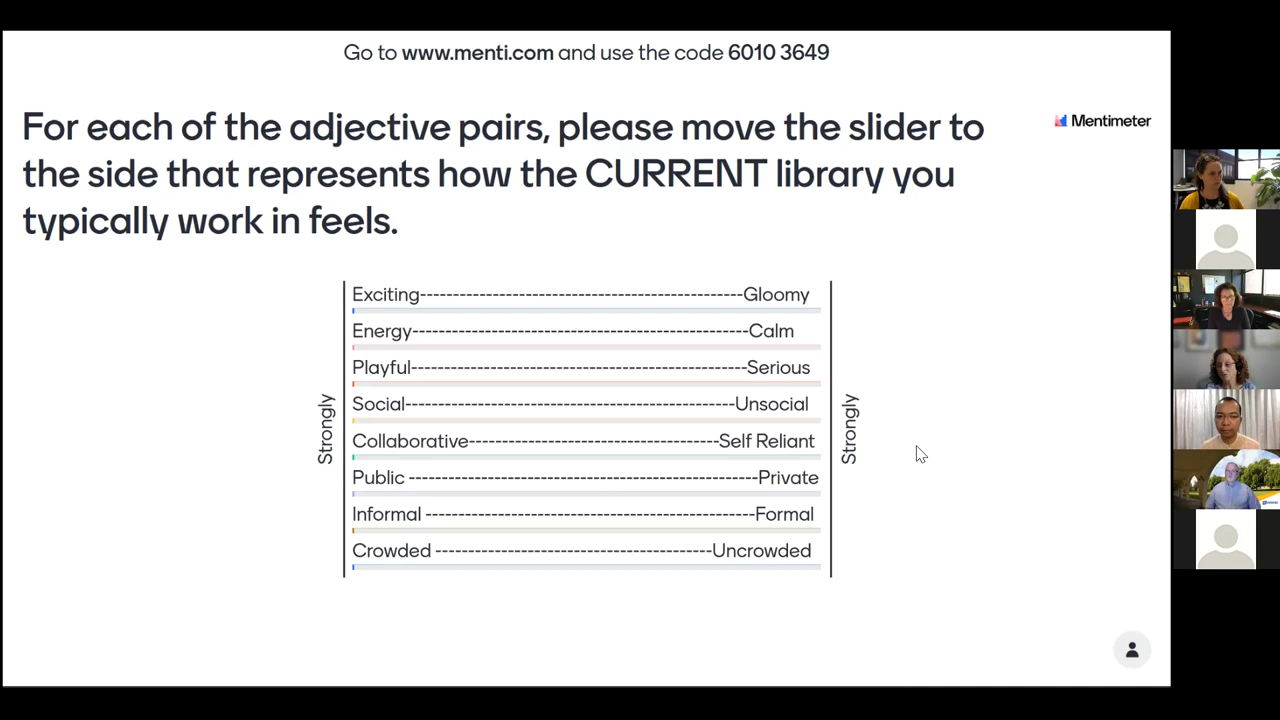 Go to www.menti.com and use the code 6010 3649
For each of the adjective pairs, please move the slider to
the side that represents how the CURRENT library you
typically work in feels.
Mentimeter
Strongly
Exciting--------------------------------------------------Gloomy
Energy----------------------------------------------------Calm
Playful----------------------------------------------------Serious
Social---------------------------------------------------Unsocial
Collaborative--------------------------------------Self Reliant
Public ------------------------------------------------------Private
Informal ---------------------------------------------------Formal
Crowded ------------------------------------------Uncrowded
Strongly